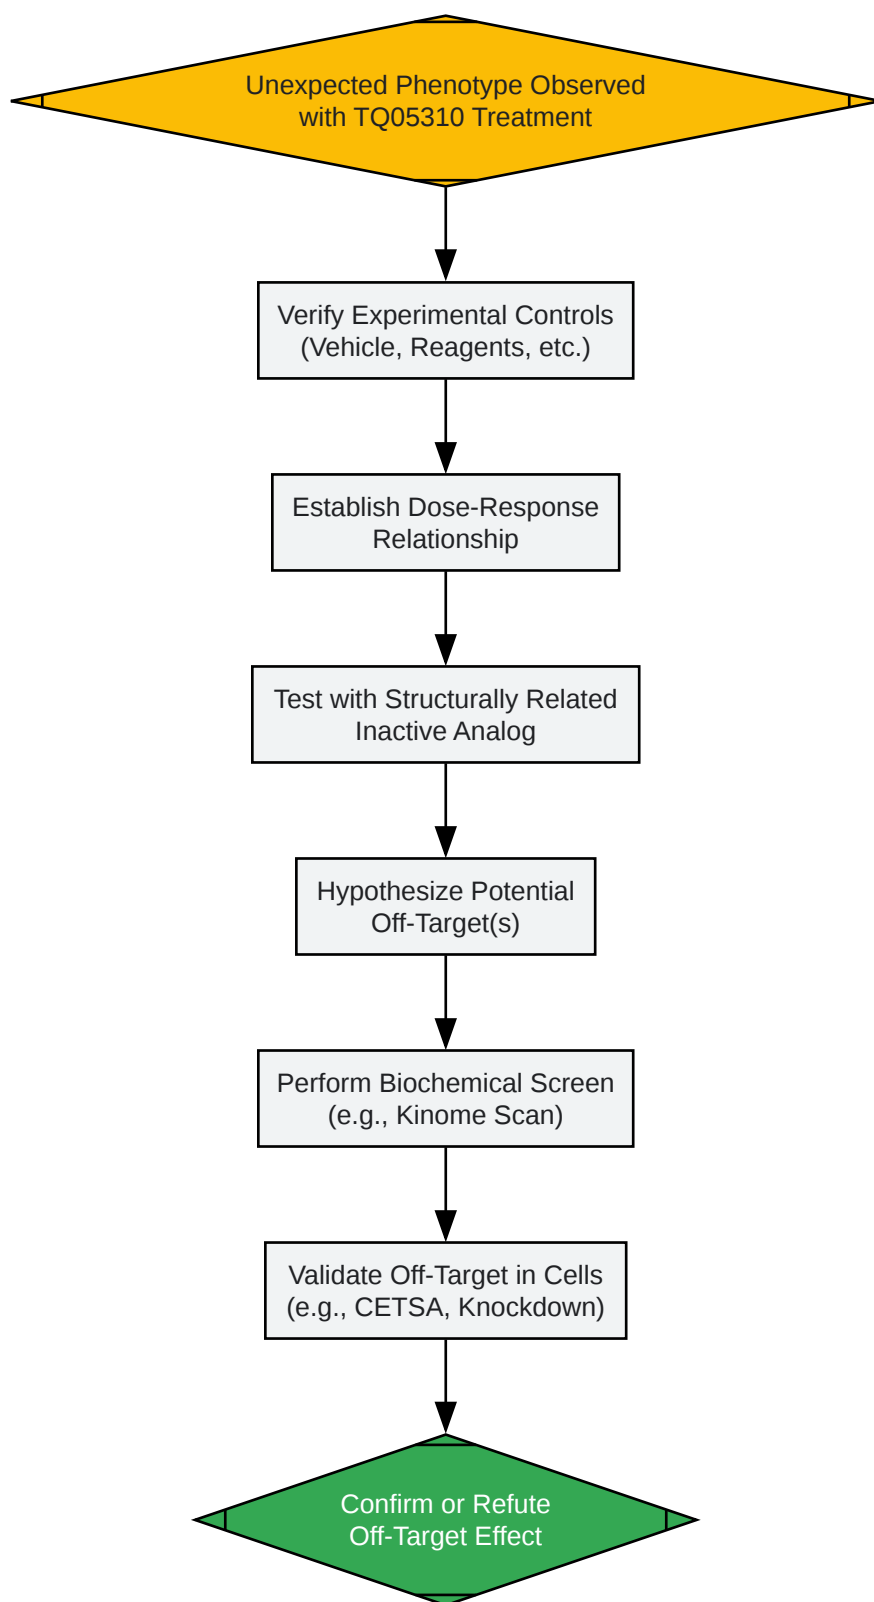 Unexpected Phenotype Observed
with TQ05310 Treatment
Verify Experimental Controls
(Vehicle, Reagents, etc.)
Establish Dose-Response
Relationship
Test with Structurally Related
Inactive Analog
Hypothesize Potential
Off-Target(s)
Perform Biochemical Screen
(e.g., Kinome Scan)
Validate Off-Target in Cells
(e.g., CETSA, Knockdown)
Confirm or Refute
Off-Target Effect